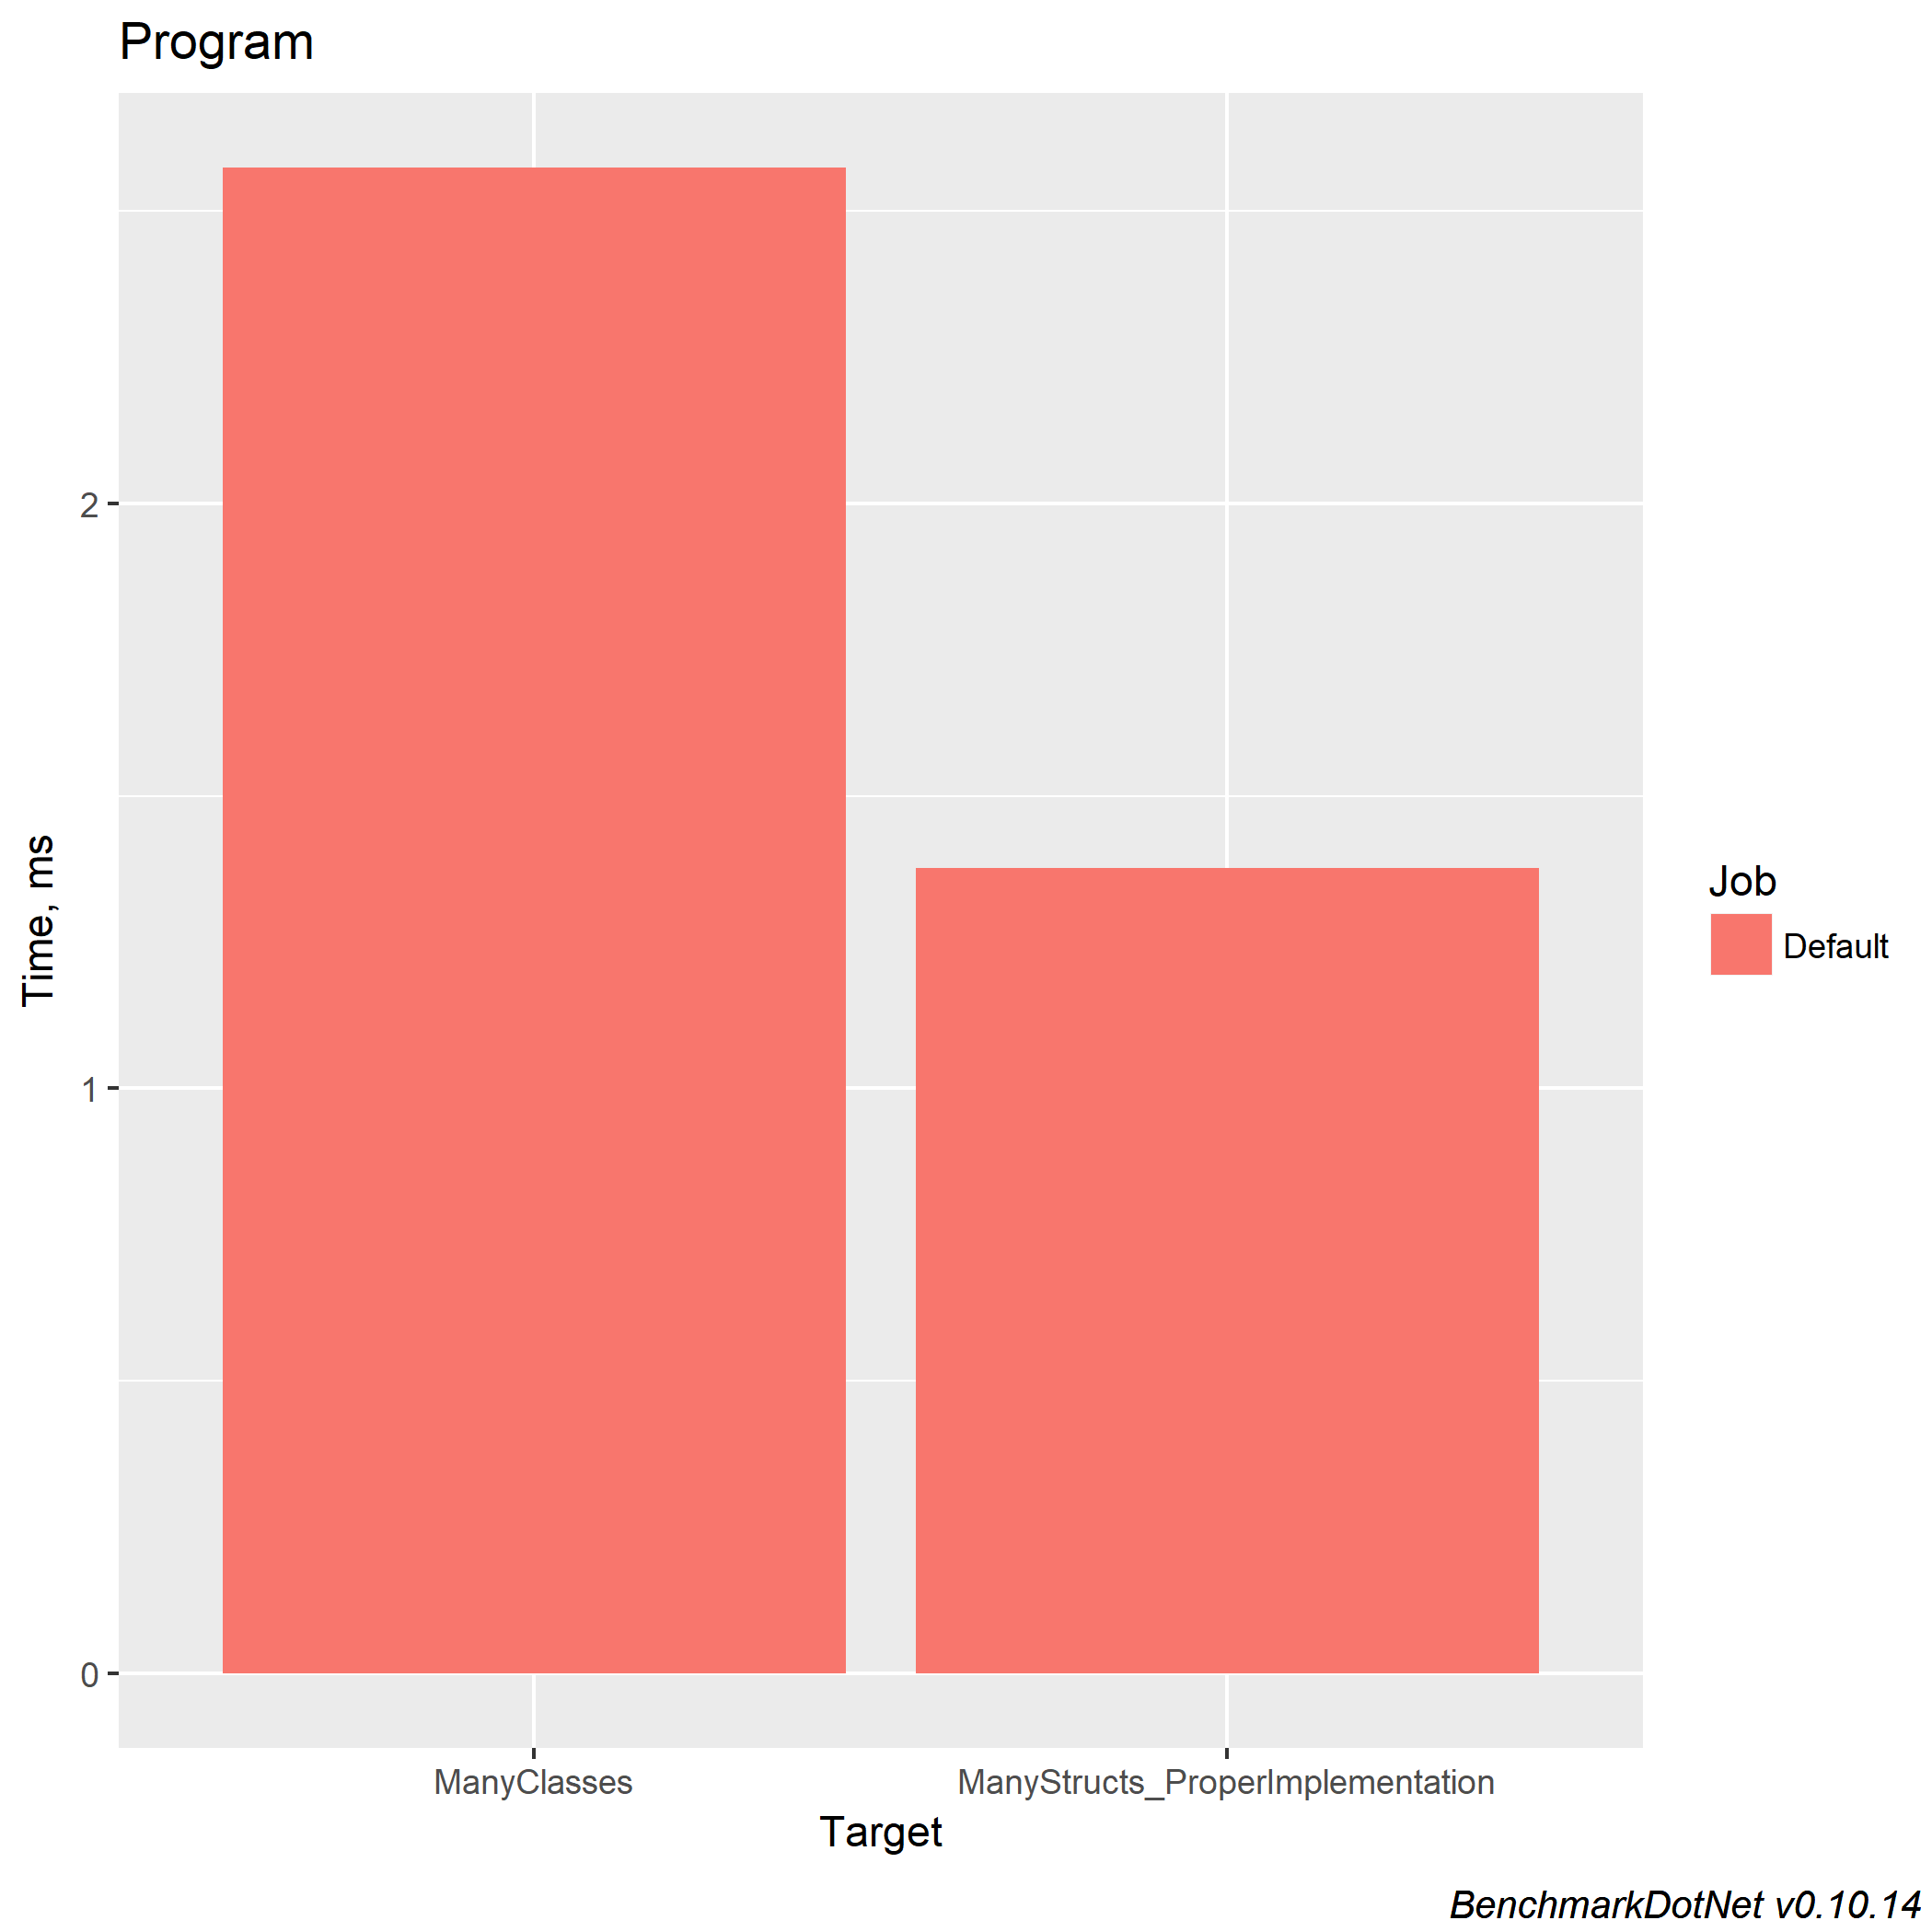 Program
Time, ms
2
1
0
ManyClasses
ManyStructs_ProperImplementation
Target
Job
Default
BenchmarkDotNet v0.10.14